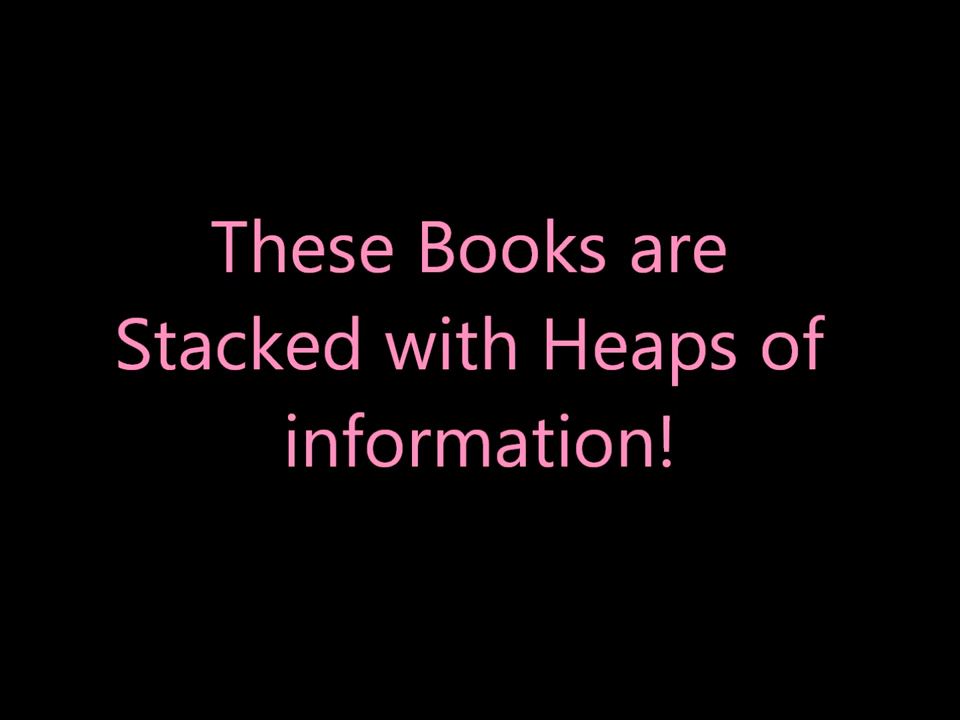 These Books are
Stacked with Heaps of
information!